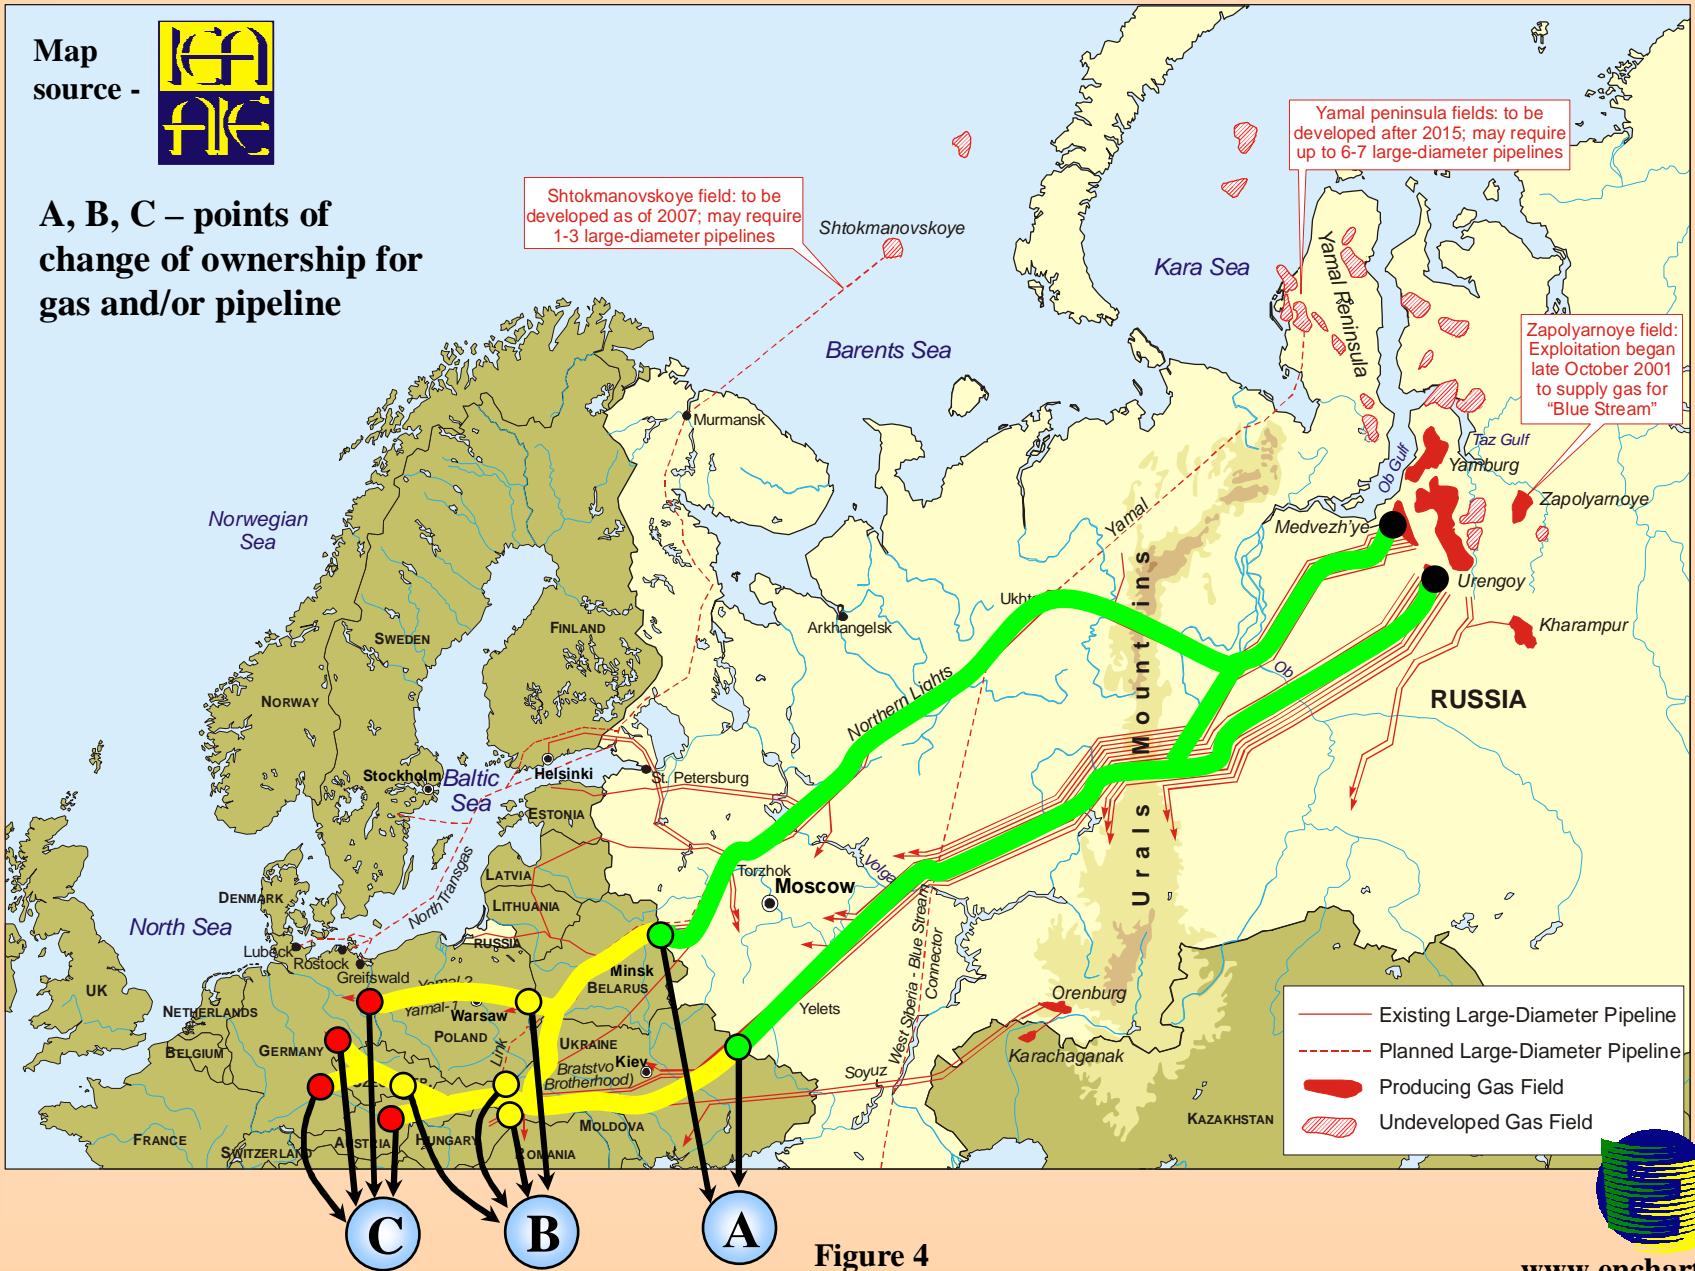 Map
source -
A, B, C – points of
change of ownership for
gas and/or pipeline
Yamal peninsula fields: to be
developed after 2015; may require
up to 6-7 large-diameter pipelines
Shtokmanovskoye field: to be
developed as of 2007; may require
1-3 large-diameter pipelines
Shtokmanovskoye
Kara Sea
Yamal Peninsula
Barents Sea
Zapolyarnoye field:
Exploitation began
late October 2001
to supply gas for
“Blue Stream”
Murmansk
Ob Gulf
Taz Gulf
Yamburg
Zapolyarnoye
Norwegian
Sea
Yamal
Medvezh'ye
Urengoy
Ukht
Arkhangelsk
Kharampur
SWEDEN
FINLAND
NORWAY
Northern Lights
Ob
RUSSIA
Urals Mountins
Stockholm
Baltic
Sea
Helsinki
St. Petersburg
ESTONIA
Torzhok
Volga
Moscow
LATVIA
LITHUANIA
DENMARK
North Transgas
North Sea
RUSSIA
Lubeck
Rostock
Greifswald
Minsk
BELARUS
West Siberia - Blue Stream
Connector
UK
NETHERLANDS
Yamal-2
Yamal-1
Warsaw
POLAND
Yelets
Orenburg
BELGIUM
GERMANY
Link
UKRAINE
Kiev
Bratstvo
Brotherhood)
Soyuz
Karachaganak
FRANCE
SWITZERLAND
AUSTRIA
HUNGARY
MOLDOVA
ROMANIA
KAZAKHSTAN
Existing Large-Diameter Pipeline
Planned Large-Diameter Pipeline
Producing Gas Field
Undeveloped Gas Field
C
B
A
Figure 4
www.enchart